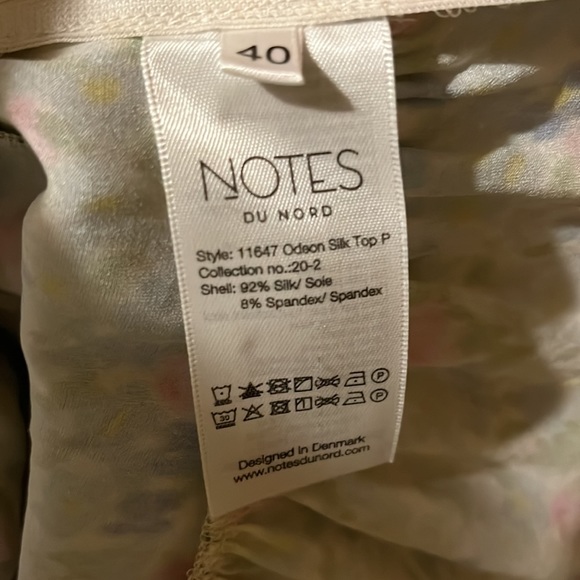 40
NOTES
DU NORD
Style: 11647 Odeon Silk Top P
Collection no.:20-2
Shell: 92% Silk/ Soie
8% Spandex/ Spandex
P
30 P
Designed in Denmark
www.notesdunord.com